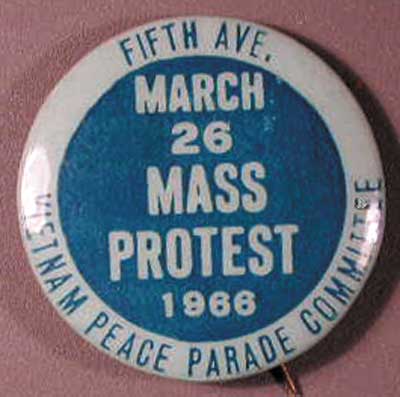 FIFTH AVE.
MARCH
26
MASS
PROTEST
1966
VIETNAM PEACE PARADE COMMITTEE